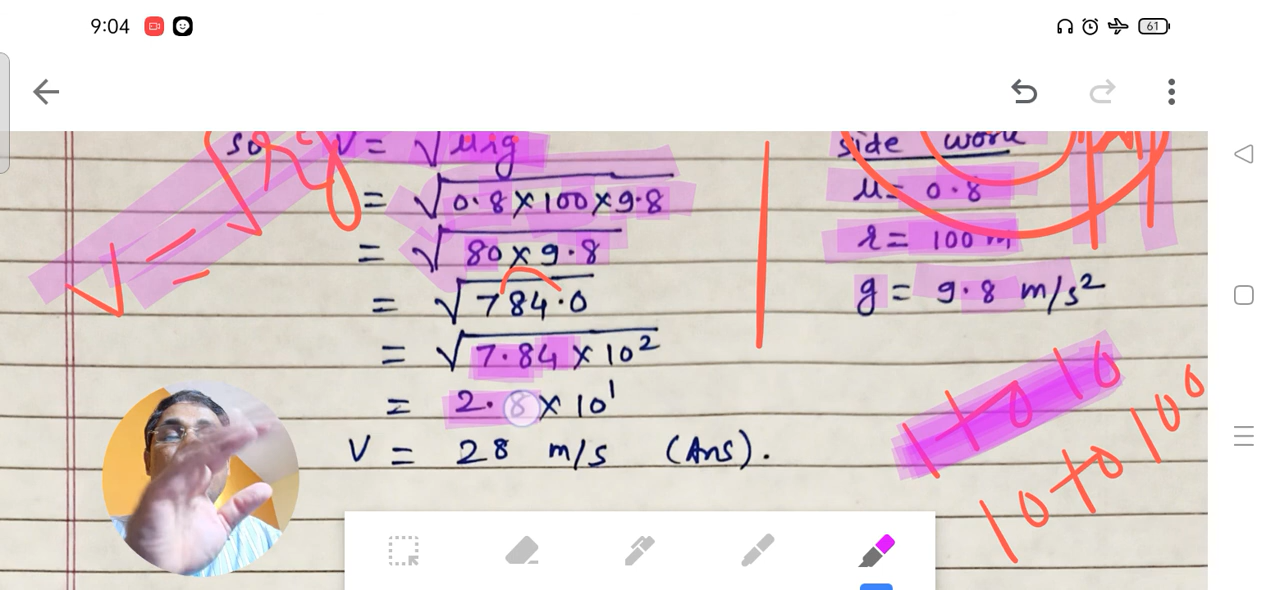 9:04
61
so, V = √μrg
= √0.8 × 100 × 9.8
= √80 × 9.8
= √784.0
= √7.84 × 10²
= 2.8 × 10¹
V = 28 m/s (Ans).
side work
μ = 0.8
r = 100 m
g = 9.8 m/s²
1 to 10
10 to 100